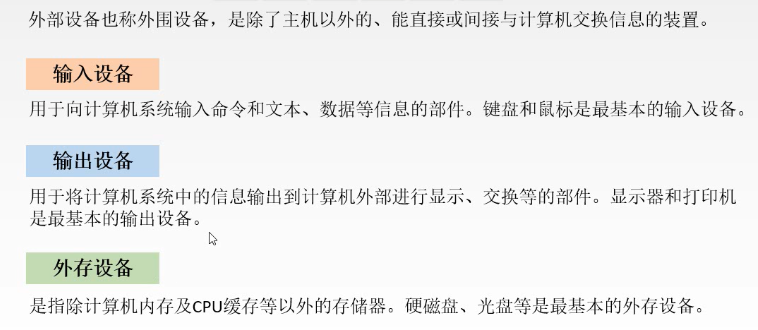 外部设备也称外围设备，是除了主机以外的、能直接或间接与计算机交换信息的装置。
输入设备
用于向计算机系统输入命令和文本、数据等信息的部件。键盘和鼠标是最基本的输入设备。
输出设备
用于将计算机系统中的信息输出到计算机外部进行显示、交换等的部件。显示器和打印机
是最基本的输出设备。
外存设备
是指除计算机内存及CPU缓存等以外的存储器。硬磁盘、光盘等是最基本的外存设备。